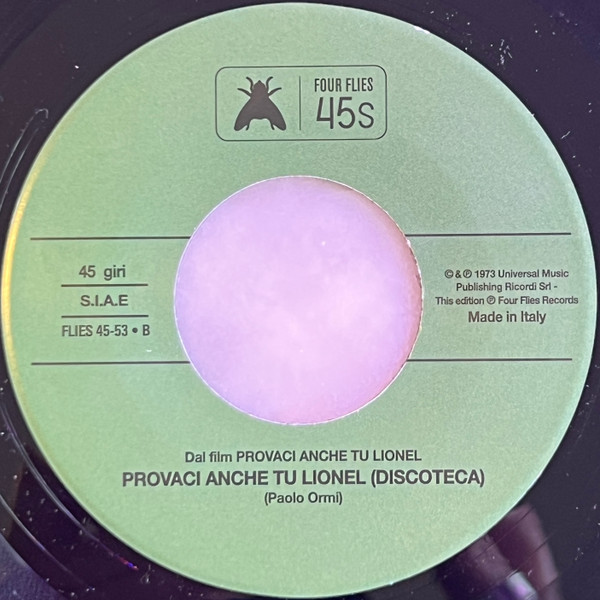 FOUR FLIES
45s
45 giri
S.I.A.E
FLIES 45-53 • B
© & ℗ 1973 Universal Music
Publishing Ricordi Srl -
This edition ℗ Four Flies Records
Made in Italy
Dal film PROVACI ANCHE TU LIONEL
PROVACI ANCHE TU LIONEL (DISCOTECA)
(Paolo Ormi)